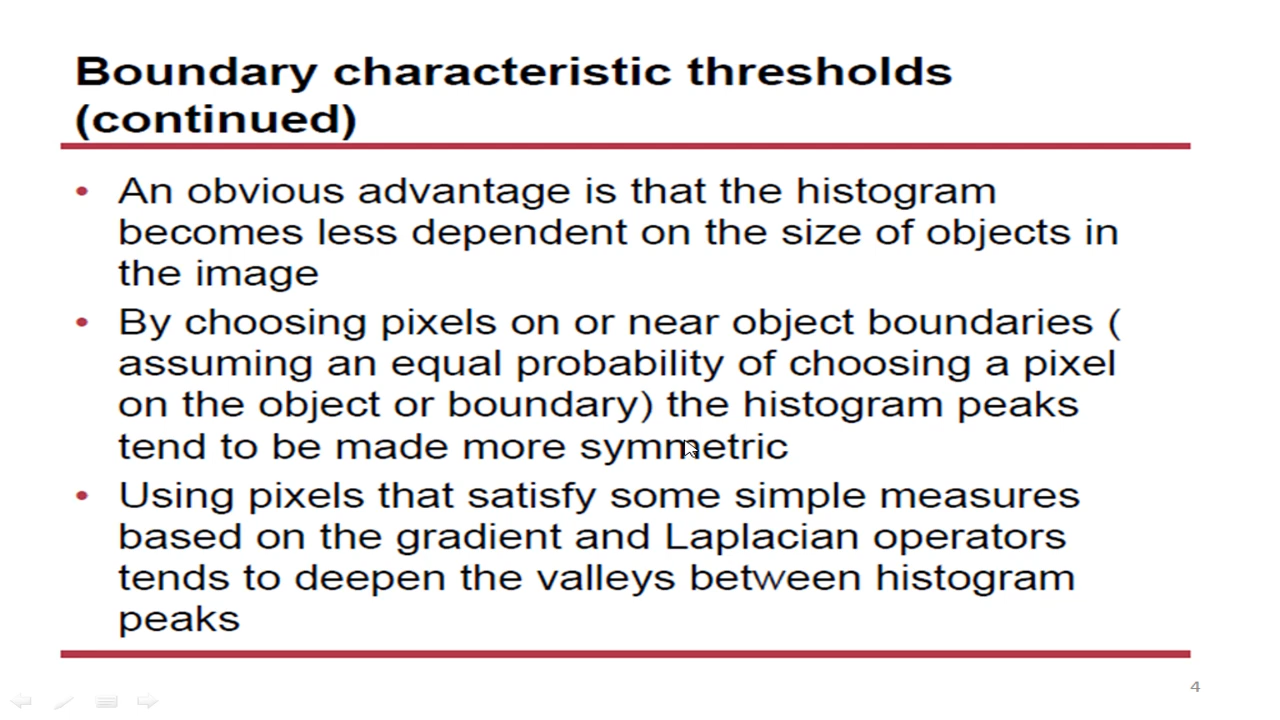 Boundary characteristic thresholds
(continued)
• An obvious advantage is that the histogram
becomes less dependent on the size of objects in
the image
• By choosing pixels on or near object boundaries (
assuming an equal probability of choosing a pixel
on the object or boundary) the histogram peaks
tend to be made more symmetric
• Using pixels that satisfy some simple measures
based on the gradient and Laplacian operators
tends to deepen the valleys between histogram
peaks
4